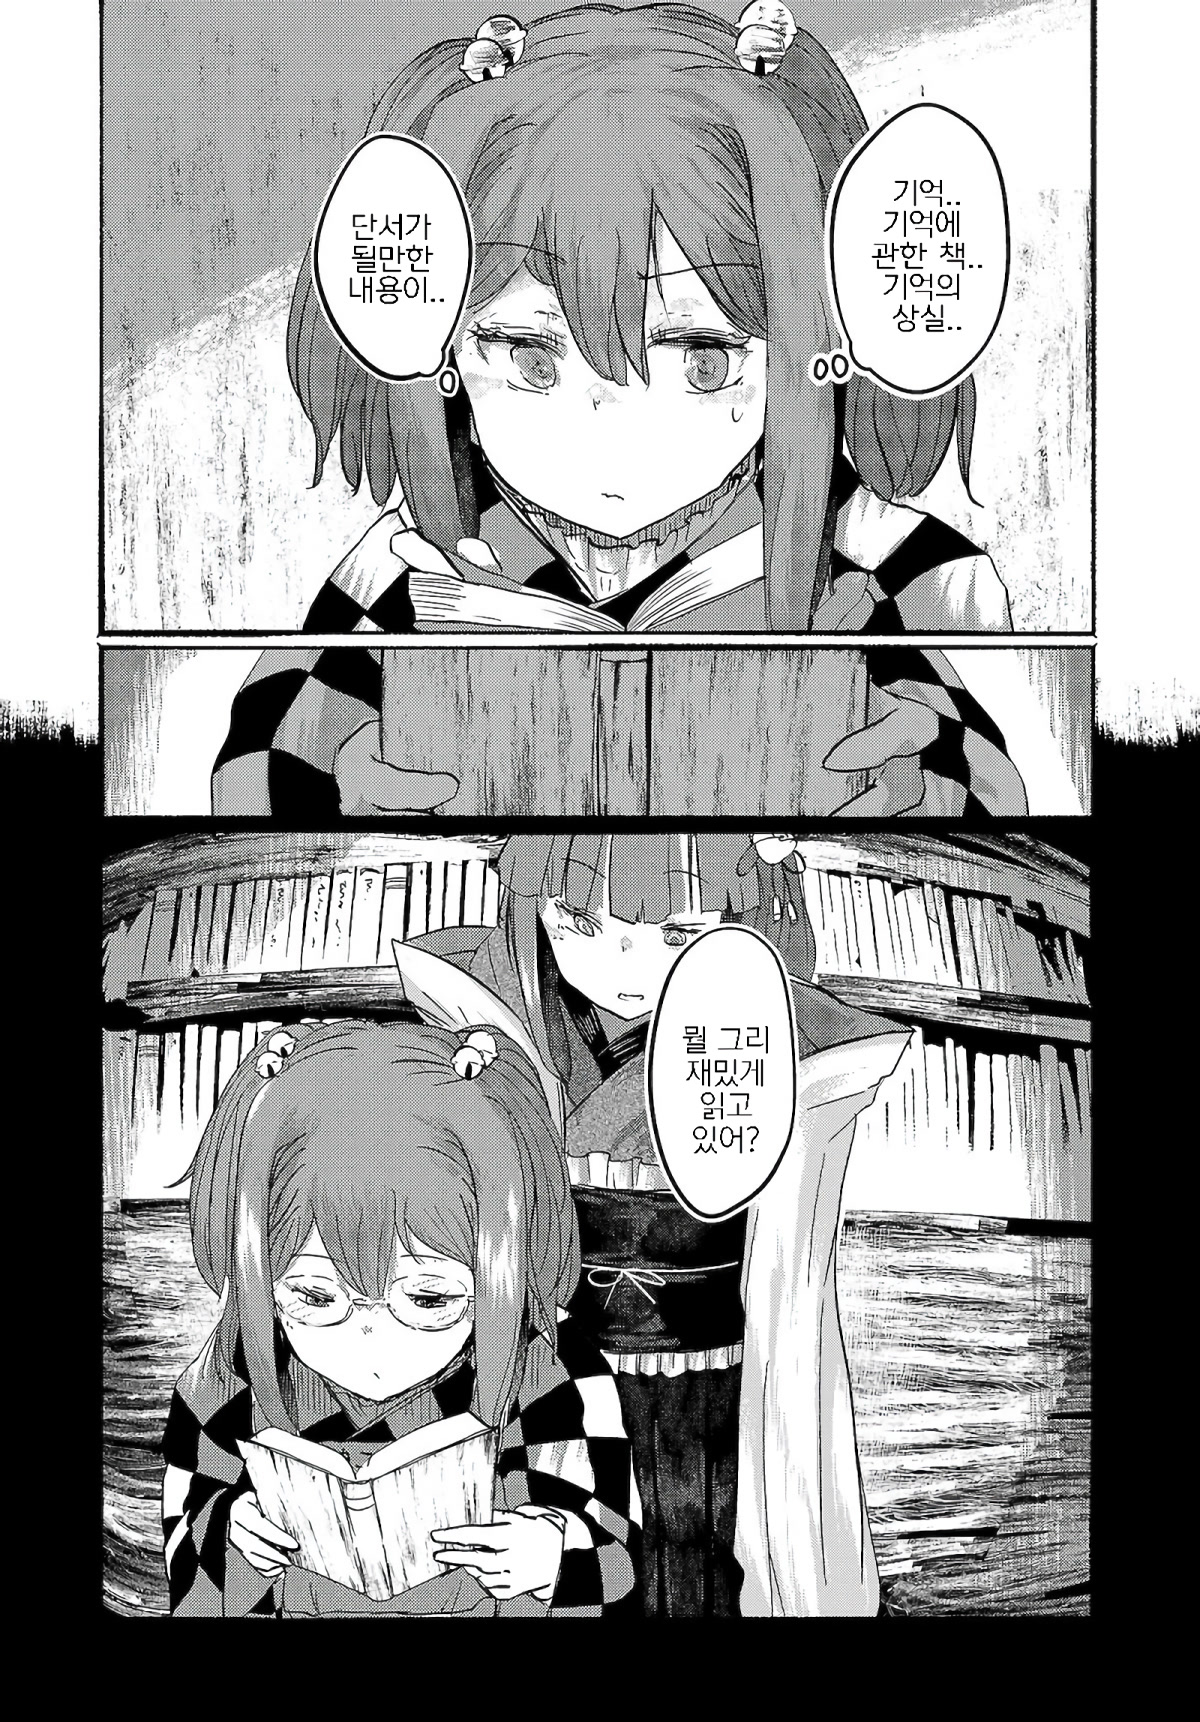 기억..
기억에
관한 책..
기억의
상실..
단서가
될만한
내용이..
뭘 그리
재밌게
읽고
있어?